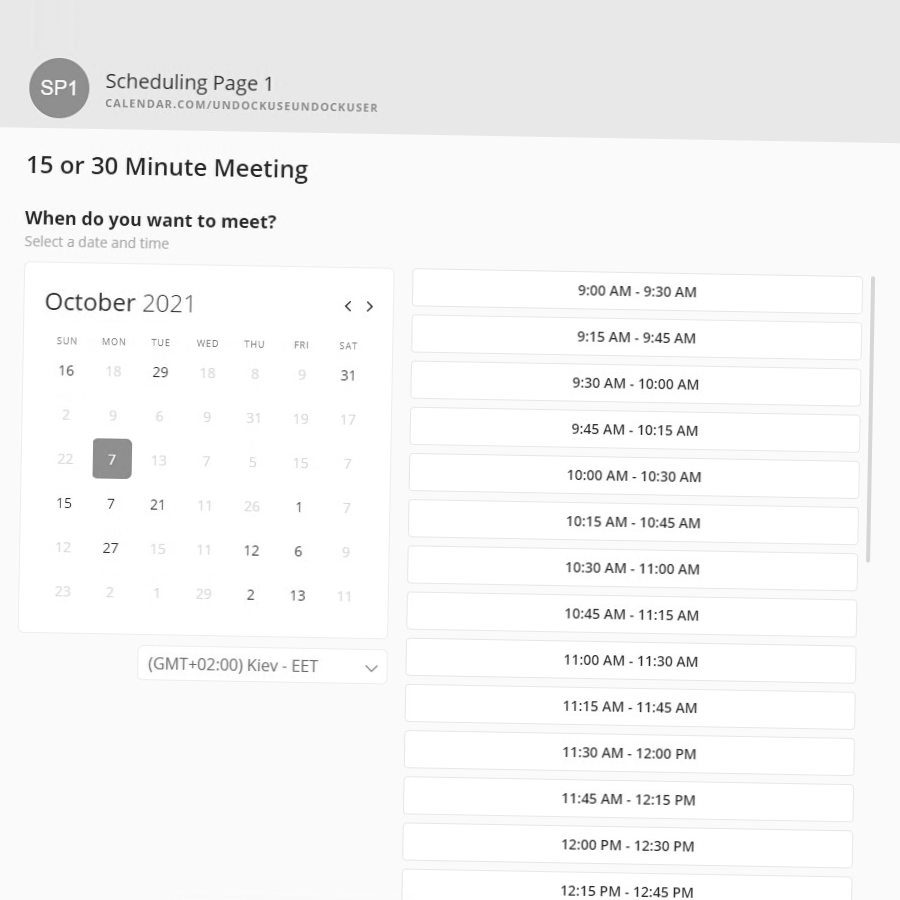 SP1
Scheduling Page 1
CALENDAR.COM/UNDOCKUSEUNDOCKUSER
15 or 30 Minute Meeting
When do you want to meet?
Select a date and time
October 2021
SUN MON TUE WED THU FRI SAT
16 18 29 18 8 9 31
2 9 6 9 31 19 17
22 7 13 7 5 15 7
15 7 21 11 26 1 7
12 27 15 11 12 6 9
23 2 1 29 2 13 11
(GMT+02:00) Kiev - EET
9:00 AM - 9:30 AM
9:15 AM - 9:45 AM
9:30 AM - 10:00 AM
9:45 AM - 10:15 AM
10:00 AM - 10:30 AM
10:15 AM - 10:45 AM
10:30 AM - 11:00 AM
10:45 AM - 11:15 AM
11:00 AM - 11:30 AM
11:15 AM - 11:45 AM
11:30 AM - 12:00 PM
11:45 AM - 12:15 PM
12:00 PM - 12:30 PM
12:15 PM - 12:45 PM